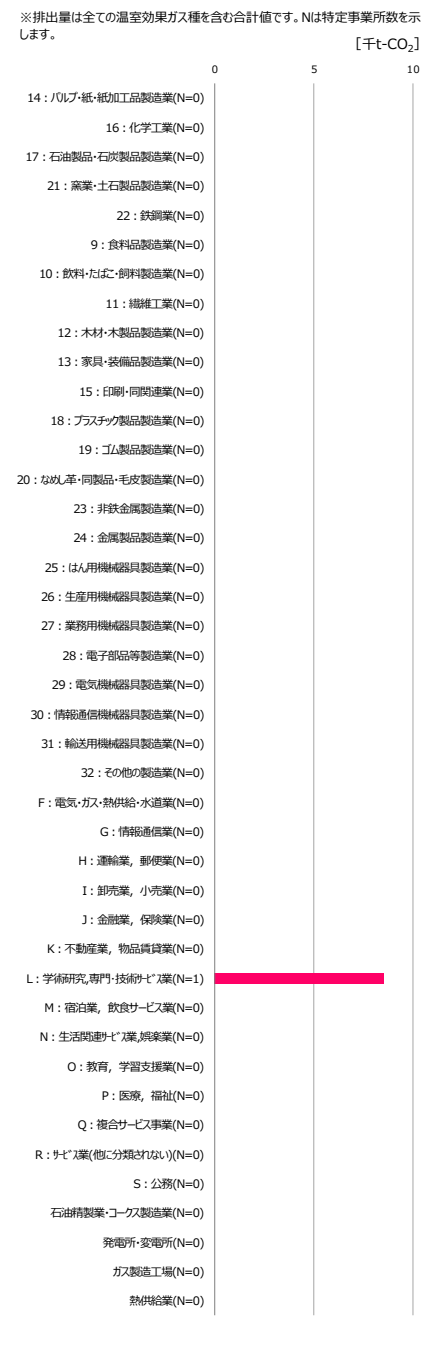 ※排出量は全ての温室効果ガス種を含む合計値です。Nは特定事業所数を示
します。
[千t-CO₂]
0 5 10
14：パルプ・紙・紙加工品製造業(N=0)
16：化学工業(N=0)
17：石油製品・石炭製品製造業(N=0)
21：窯業・土石製品製造業(N=0)
22：鉄鋼業(N=0)
9：食料品製造業(N=0)
10：飲料・たばこ・飼料製造業(N=0)
11：繊維工業(N=0)
12：木材・木製品製造業(N=0)
13：家具・装備品製造業(N=0)
15：印刷・同関連業(N=0)
18：プラスチック製品製造業(N=0)
19：ゴム製品製造業(N=0)
20：なめし革・同製品・毛皮製造業(N=0)
23：非鉄金属製造業(N=0)
24：金属製品製造業(N=0)
25：はん用機械器具製造業(N=0)
26：生産用機械器具製造業(N=0)
27：業務用機械器具製造業(N=0)
28：電子部品等製造業(N=0)
29：電気機械器具製造業(N=0)
30：情報通信機械器具製造業(N=0)
31：輸送用機械器具製造業(N=0)
32：その他の製造業(N=0)
F：電気・ガス・熱供給・水道業(N=0)
G：情報通信業(N=0)
H：運輸業，郵便業(N=0)
I：卸売業，小売業(N=0)
J：金融業，保険業(N=0)
K：不動産業，物品賃貸業(N=0)
L：学術研究,専門・技術ｻｰﾋﾞｽ業(N=1)
M：宿泊業，飲食サービス業(N=0)
N：生活関連ｻｰﾋﾞｽ業,娯楽業(N=0)
O：教育，学習支援業(N=0)
P：医療，福祉(N=0)
Q：複合サービス事業(N=0)
R：ｻｰﾋﾞｽ業(他に分類されない)(N=0)
S：公務(N=0)
石油精製業・コークス製造業(N=0)
発電所・変電所(N=0)
ガス製造工場(N=0)
熱供給業(N=0)